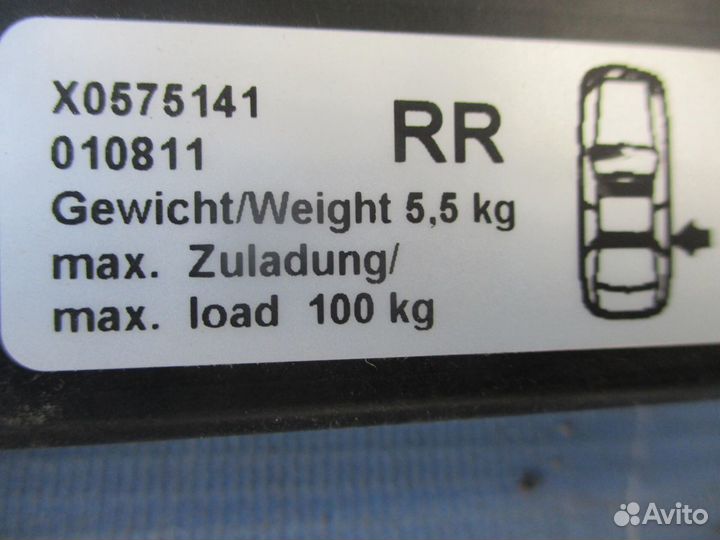 X0575141
010811
RR
Gewicht/Weight 5,5 kg
max. Zuladung/
max. load 100 kg
Avito